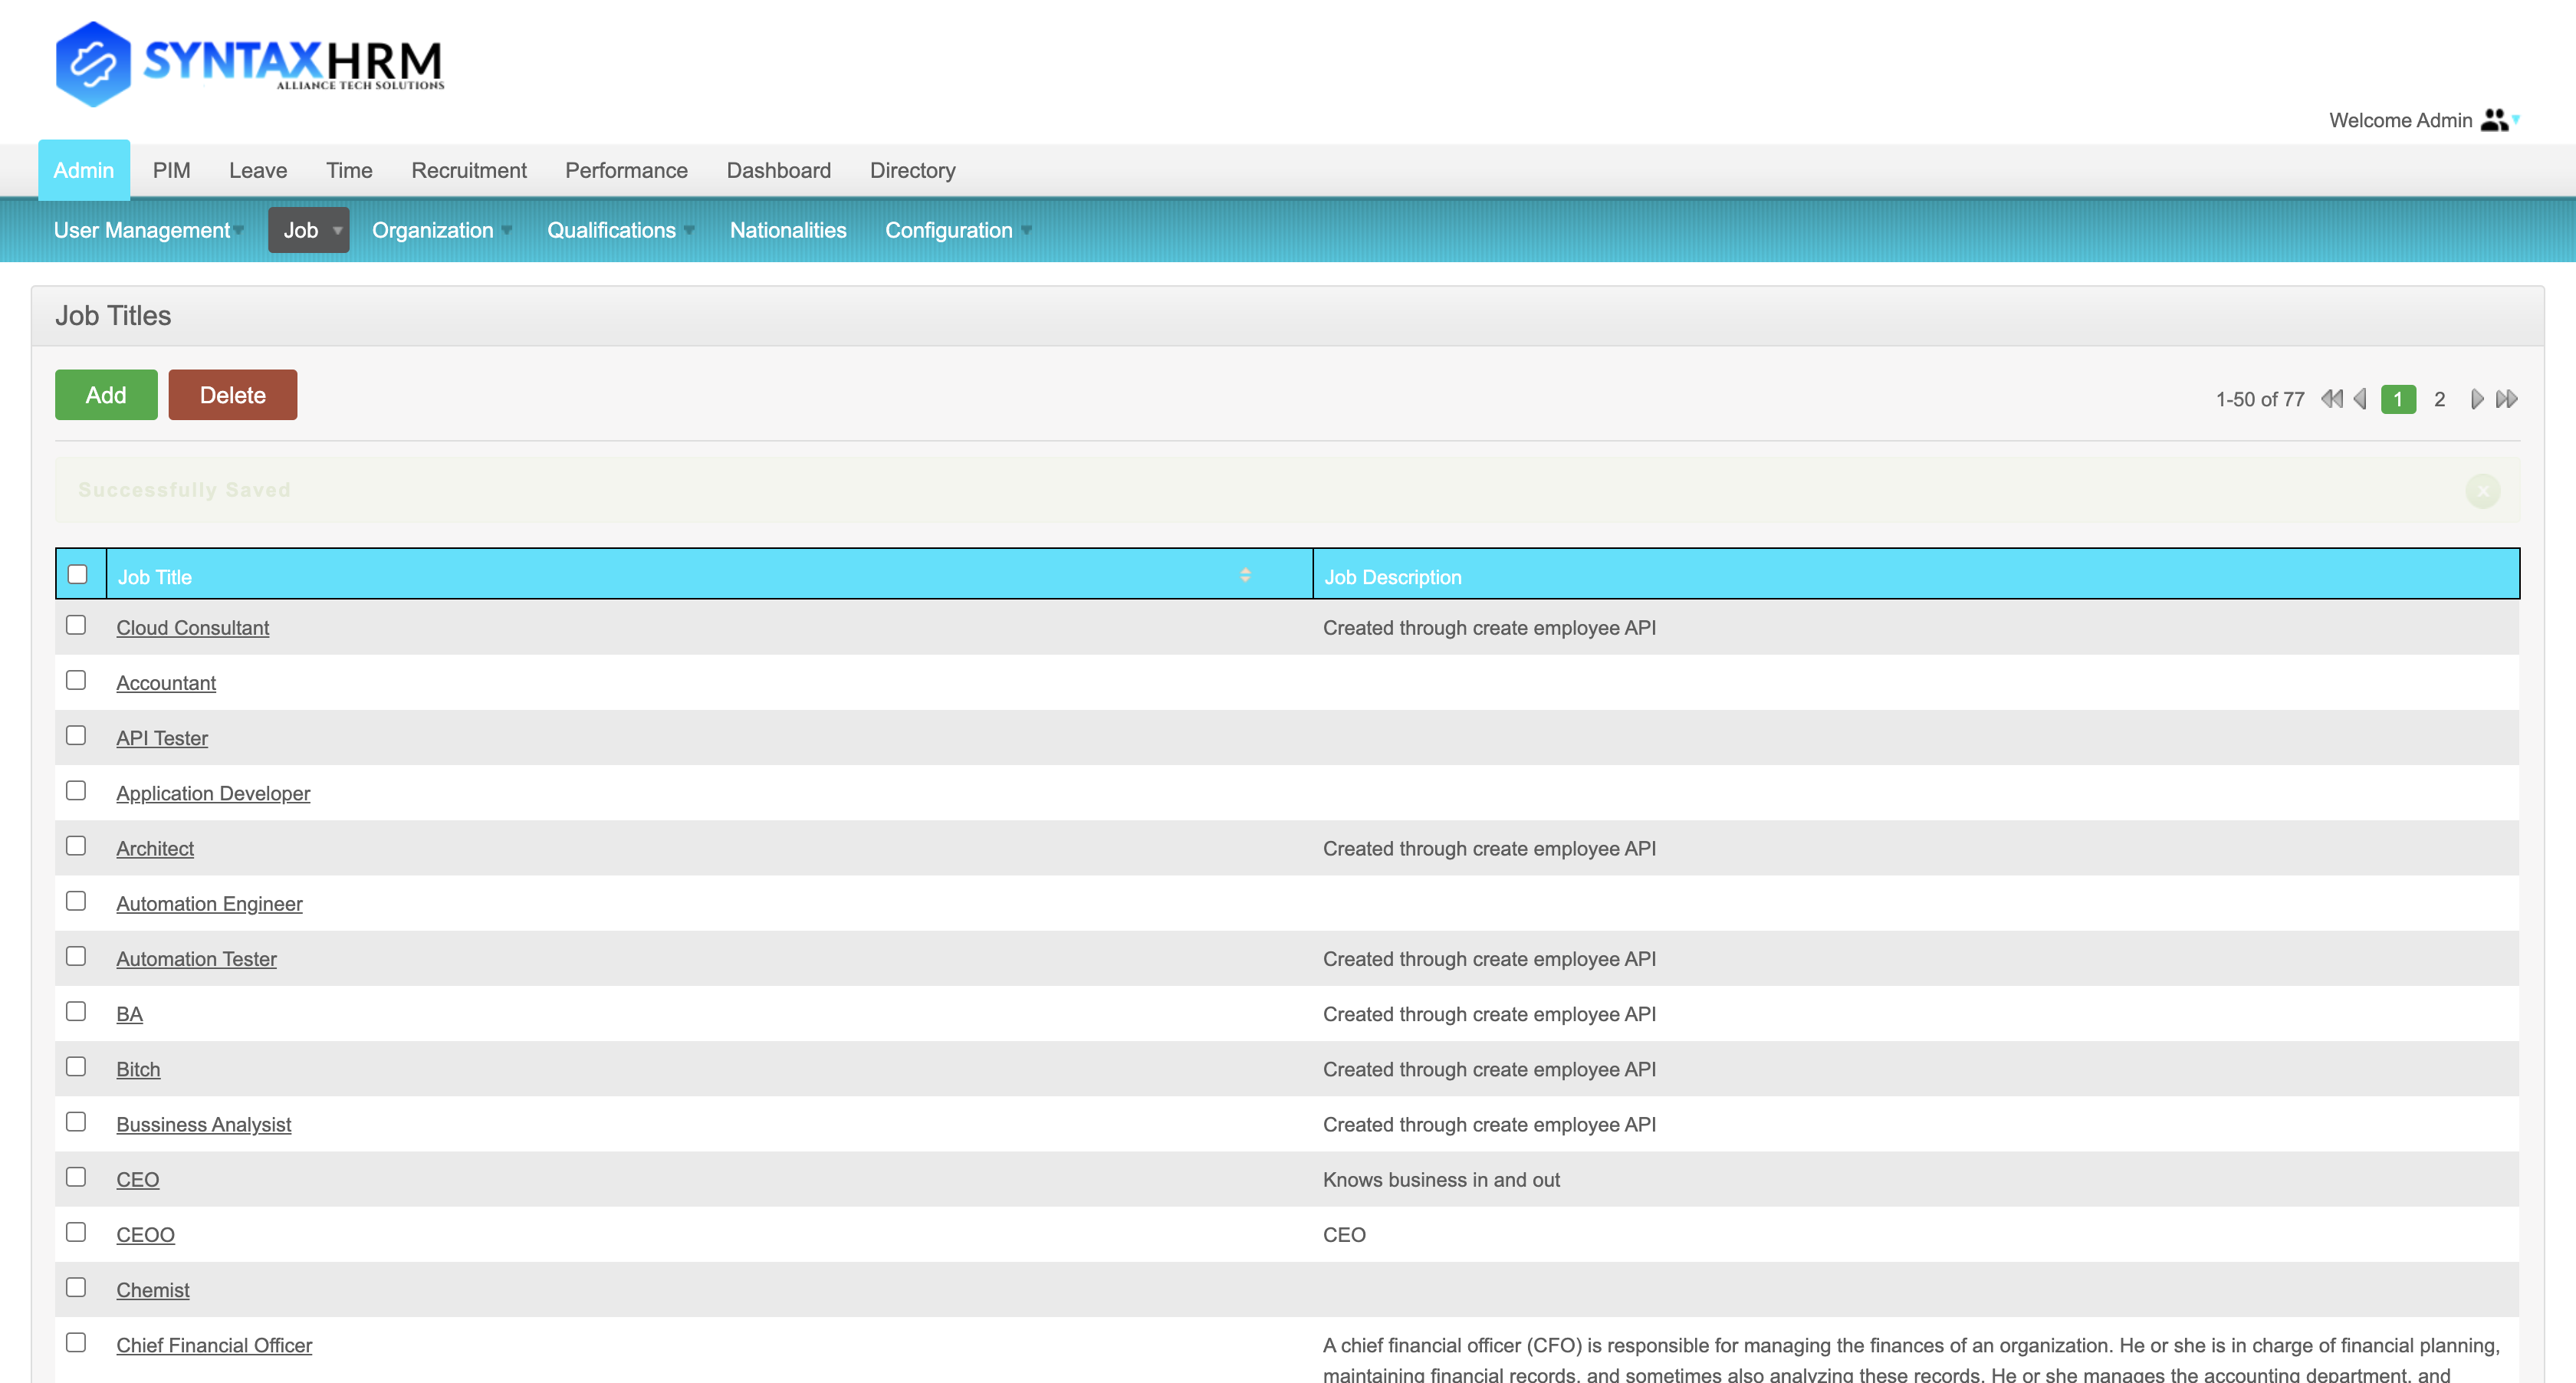 SYNTAXHRM
ALLIANCE TECH SOLUTIONS
Welcome Admin
Admin PIM Leave Time Recruitment Performance Dashboard Directory
User Management Job Organization Qualifications Nationalities Configuration
Job Titles
Add Delete 1-50 of 77 1 2
Successfully Saved
Job Title Job Description
Cloud Consultant Created through create employee API
Accountant
API Tester
Application Developer
Architect Created through create employee API
Automation Engineer
Automation Tester Created through create employee API
BA Created through create employee API
Bitch Created through create employee API
Bussiness Analysist Created through create employee API
CEO Knows business in and out
CEOO CEO
Chemist
Chief Financial Officer A chief financial officer (CFO) is responsible for managing the finances of an organization. He or she is in charge of financial planning,
maintaining financial records, and sometimes also analyzing these records. He or she manages the accounting department, and